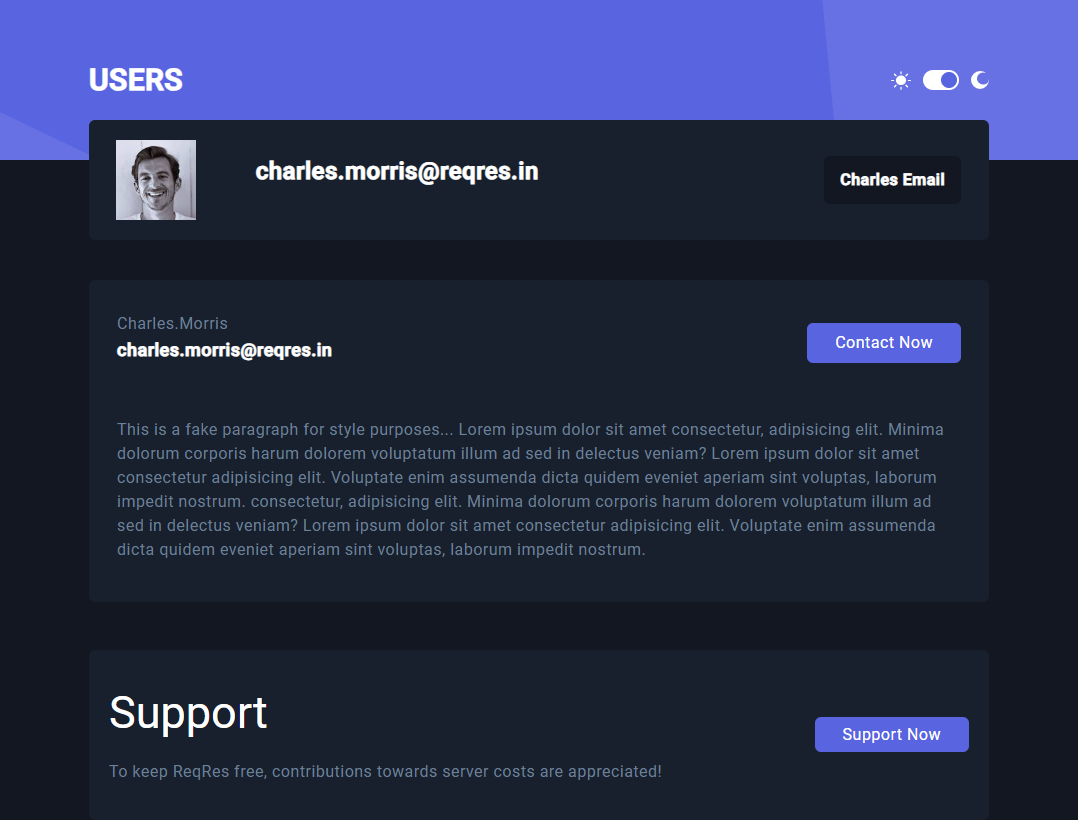 USERS
charles.morris@reqres.in
Charles Email
Charles.Morris
charles.morris@reqres.in
Contact Now
This is a fake paragraph for style purposes... Lorem ipsum dolor sit amet consectetur, adipisicing elit. Minima
dolorum corporis harum dolorem voluptatum illum ad sed in delectus veniam? Lorem ipsum dolor sit amet
consectetur adipisicing elit. Voluptate enim assumenda dicta quidem eveniet aperiam sint voluptas, laborum
impedit nostrum. consectetur, adipisicing elit. Minima dolorum corporis harum dolorem voluptatum illum ad
sed in delectus veniam? Lorem ipsum dolor sit amet consectetur adipisicing elit. Voluptate enim assumenda
dicta quidem eveniet aperiam sint voluptas, laborum impedit nostrum.
Support
Support Now
To keep ReqRes free, contributions towards server costs are appreciated!